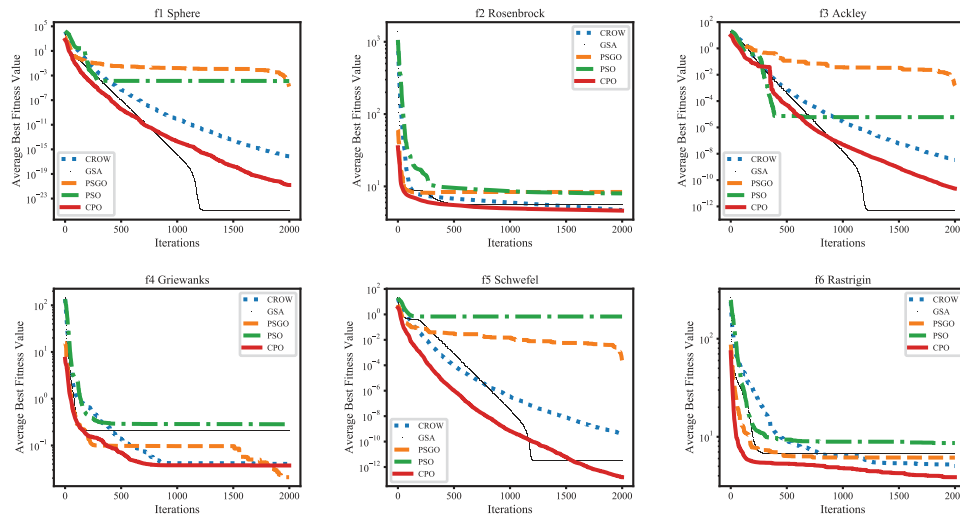 f1 Sphere
Average Best Fitness Value
10^5
10^1
10^-3
10^-7
10^-11
10^-15
10^-19
10^-23
CROW
GSA
PSGO
PSO
CPO
0 500 1000 1500 2000
Iterations
f2 Rosenbrock
Average Best Fitness Value
10^3
10^2
10^1
CROW
GSA
PSGO
PSO
CPO
0 500 1000 1500 2000
Iterations
f3 Ackley
Average Best Fitness Value
10^2
10^0
10^-2
10^-4
10^-6
10^-8
10^-10
10^-12
CROW
GSA
PSGO
PSO
CPO
0 500 1000 1500 2000
Iterations
f4 Griewanks
Average Best Fitness Value
10^2
10^1
10^0
10^-1
CROW
GSA
PSGO
PSO
CPO
0 500 1000 1500 2000
Iterations
f5 Schwefel
Average Best Fitness Value
10^2
10^0
10^-2
10^-4
10^-6
10^-8
10^-10
10^-12
CROW
GSA
PSGO
PSO
CPO
0 500 1000 1500 2000
Iterations
f6 Rastrigin
Average Best Fitness Value
10^2
10^1
CROW
GSA
PSGO
PSO
CPO
0 500 1000 1500 2000
Iterations